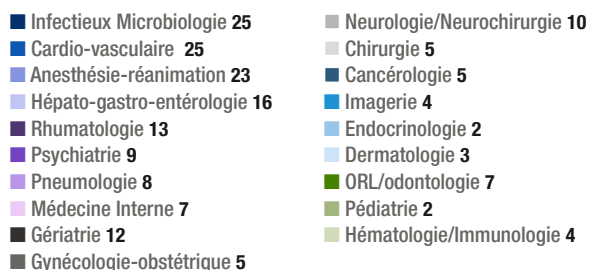 Infectieux Microbiologie 25
Cardio-vasculaire 25
Anesthésie-réanimation 23
Hépato-gastro-entérologie 16
Rhumatologie 13
Psychiatrie 9
Pneumologie 8
Médecine Interne 7
Gériatrie 12
Gynécologie-obstétrique 5
Neurologie/Neurochirurgie 10
Chirurgie 5
Cancérologie 5
Imagerie 4
Endocrinologie 2
Dermatologie 3
ORL/odontologie 7
Pédiatrie 2
Hématologie/Immunologie 4